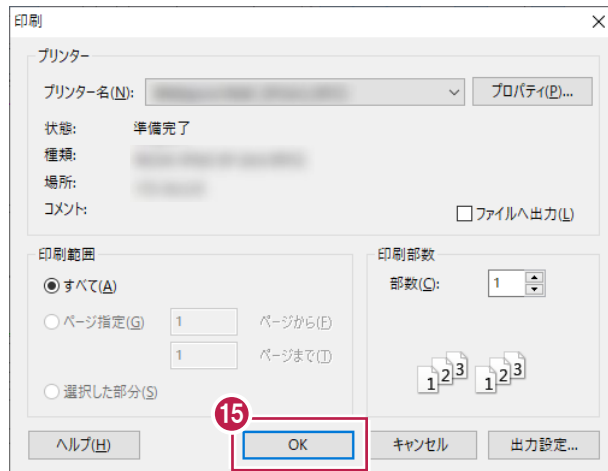 印刷
プリンター
プリンター名(N):
プロパティ(P)...
状態: 準備完了
種類:
場所:
コメント:
ファイルへ出力(L)
印刷範囲
すべて(A)
ページ指定(G) 1 ページから(F)
1 ページまで(T)
選択した部分(S)
印刷部数
部数(C): 1
1 2 3 1 2 3
15
ヘルプ(H) OK キャンセル 出力設定...